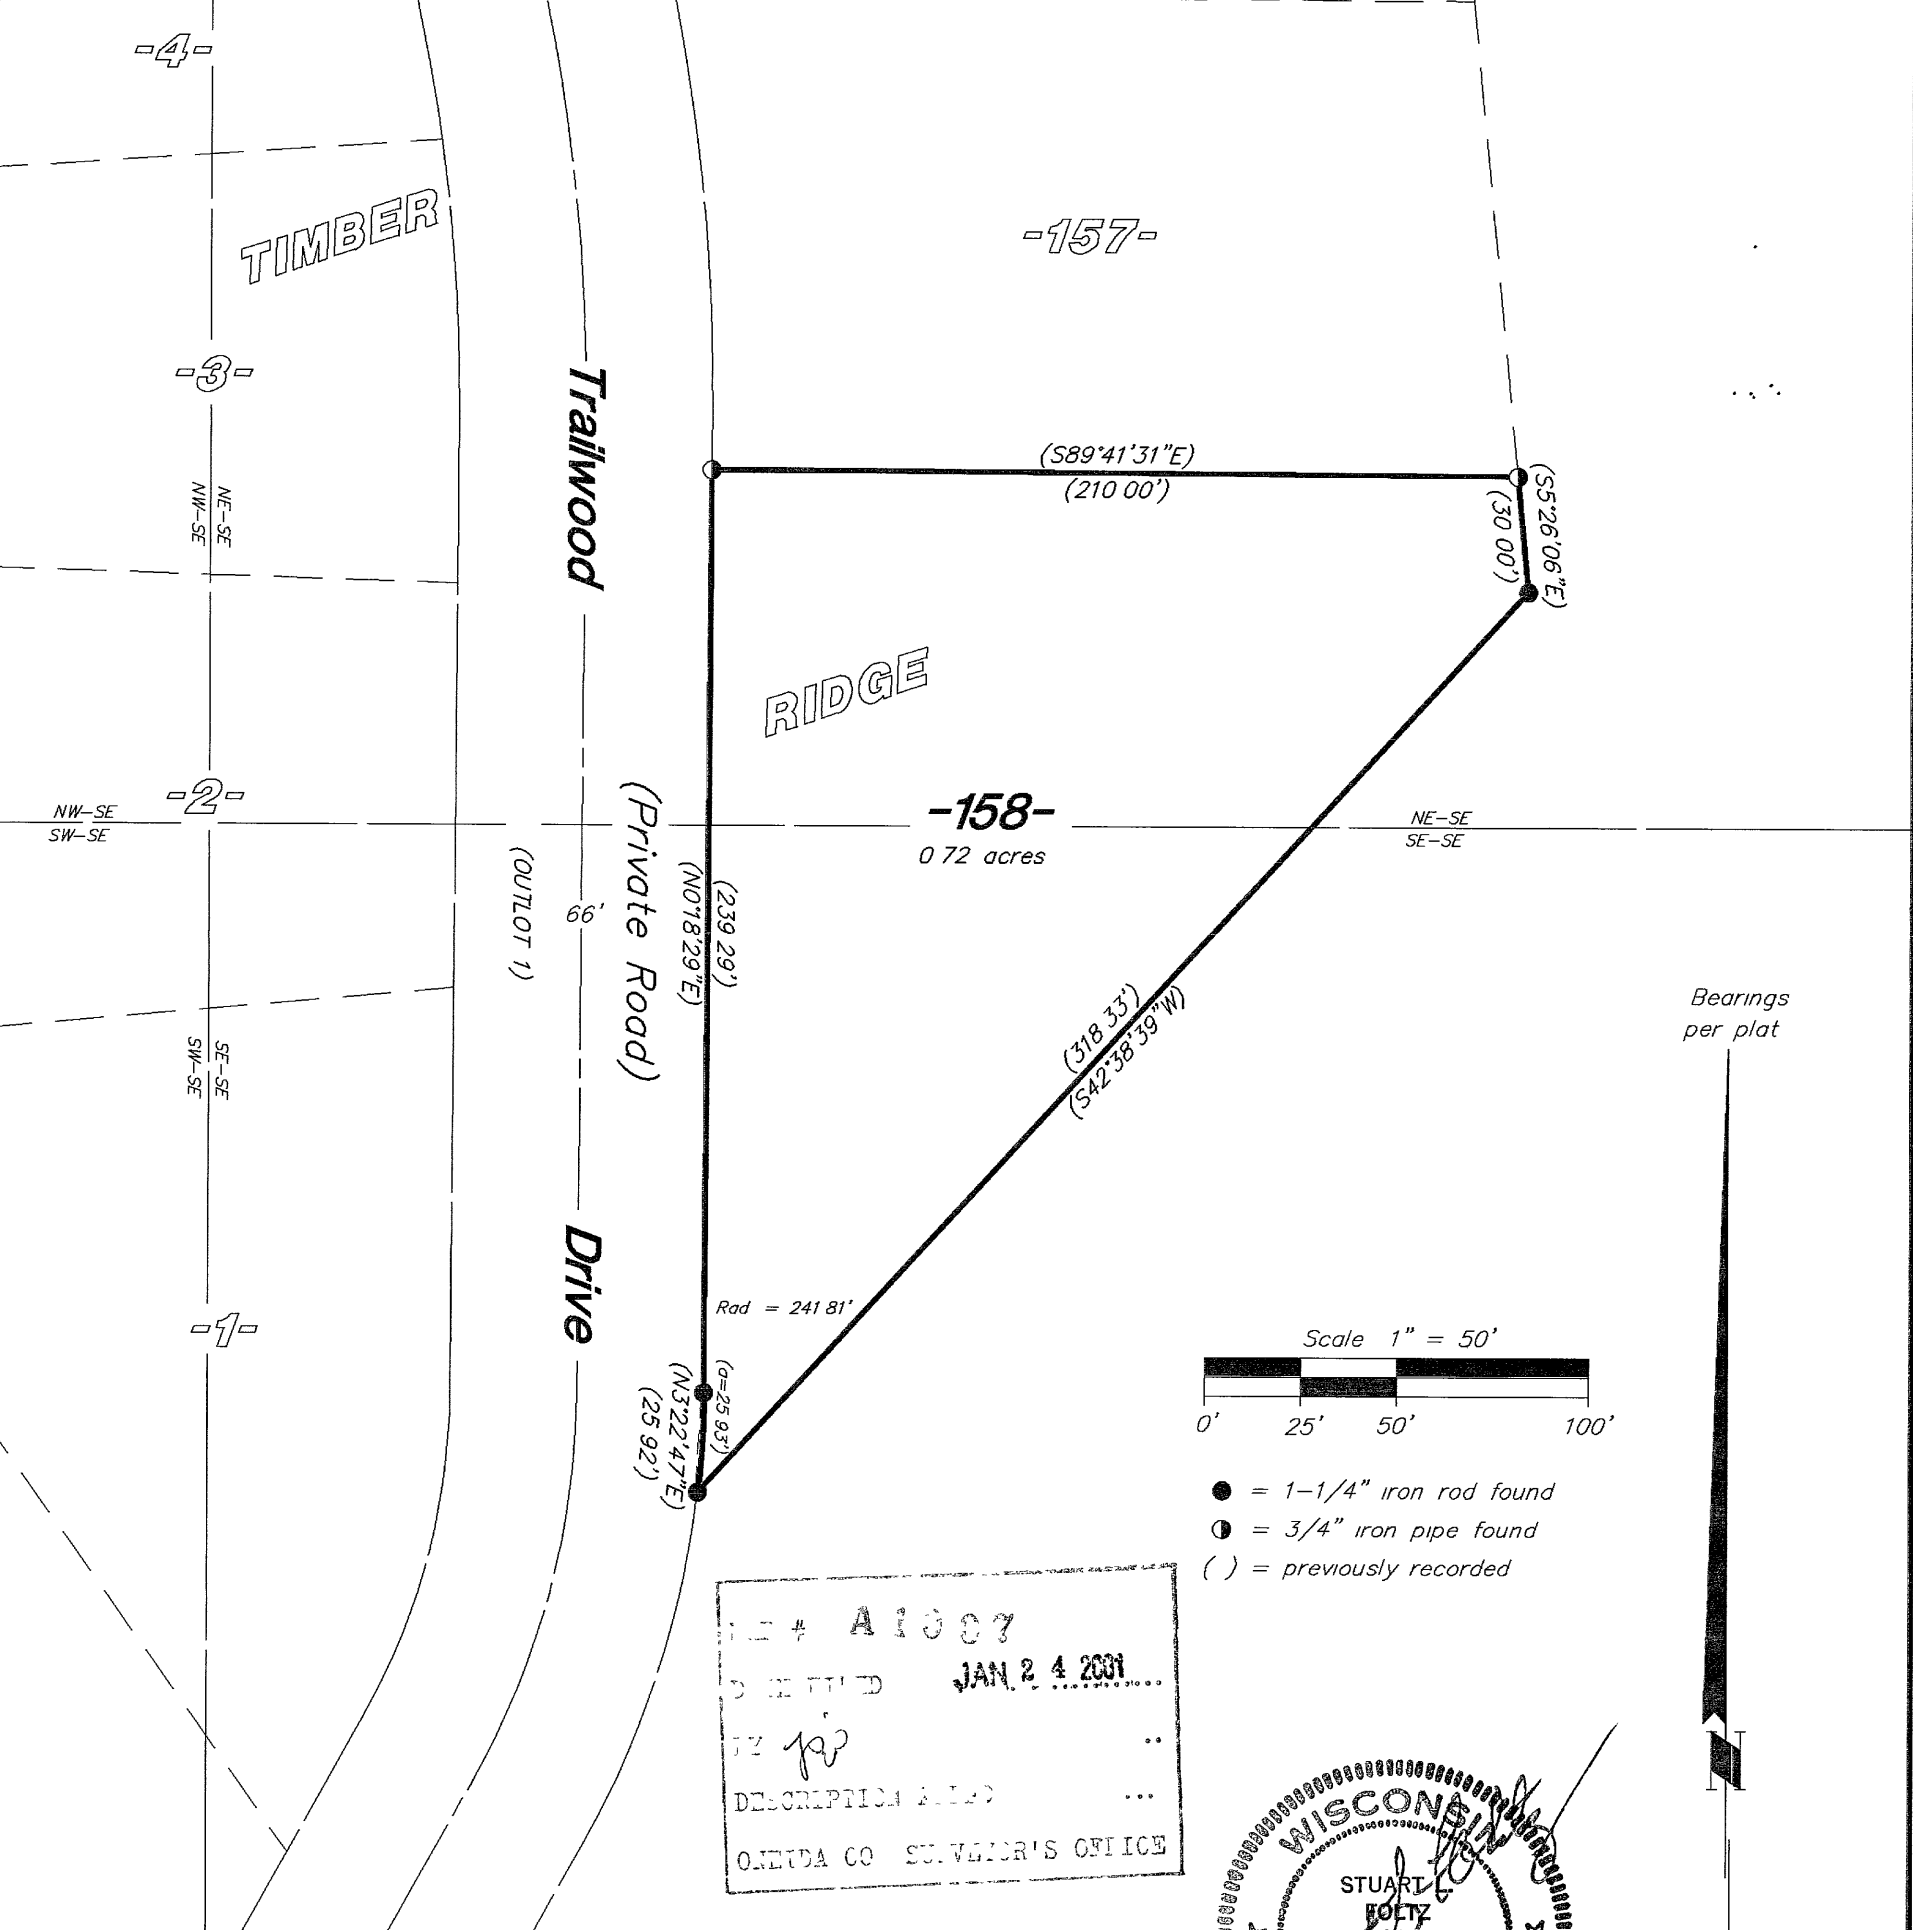 -4-
TIMBER
-157-
-3-
Trailwood
(S89°41'31"E)
(210 00')
(S5°26'06"E)
(30 00')
NE-SE
NW-SE
RIDGE
-2-
NW-SE
SW-SE
(Private Road)
(OUTLOT 1)
66'
-158-
0 72 acres
NE-SE
SE-SE
(239 29')
(N0°18'29"E)
(318 33')
(S42°38'39"W)
Bearings
per plat
SE-SE
SW-SE
Drive
-1-
Rad = 241 81'
(a=25 93')
(N3°22'47"E)
(25 92')
Scale 1" = 50'
0' 25' 50' 100'
= 1-1/4" iron rod found
= 3/4" iron pipe found
( ) = previously recorded
N
#
JAN. 2 4 2001
DESCRIPTION
CO SURVEYOR'S OFFICE
WISCONSIN
STUART L.
FOLTZ